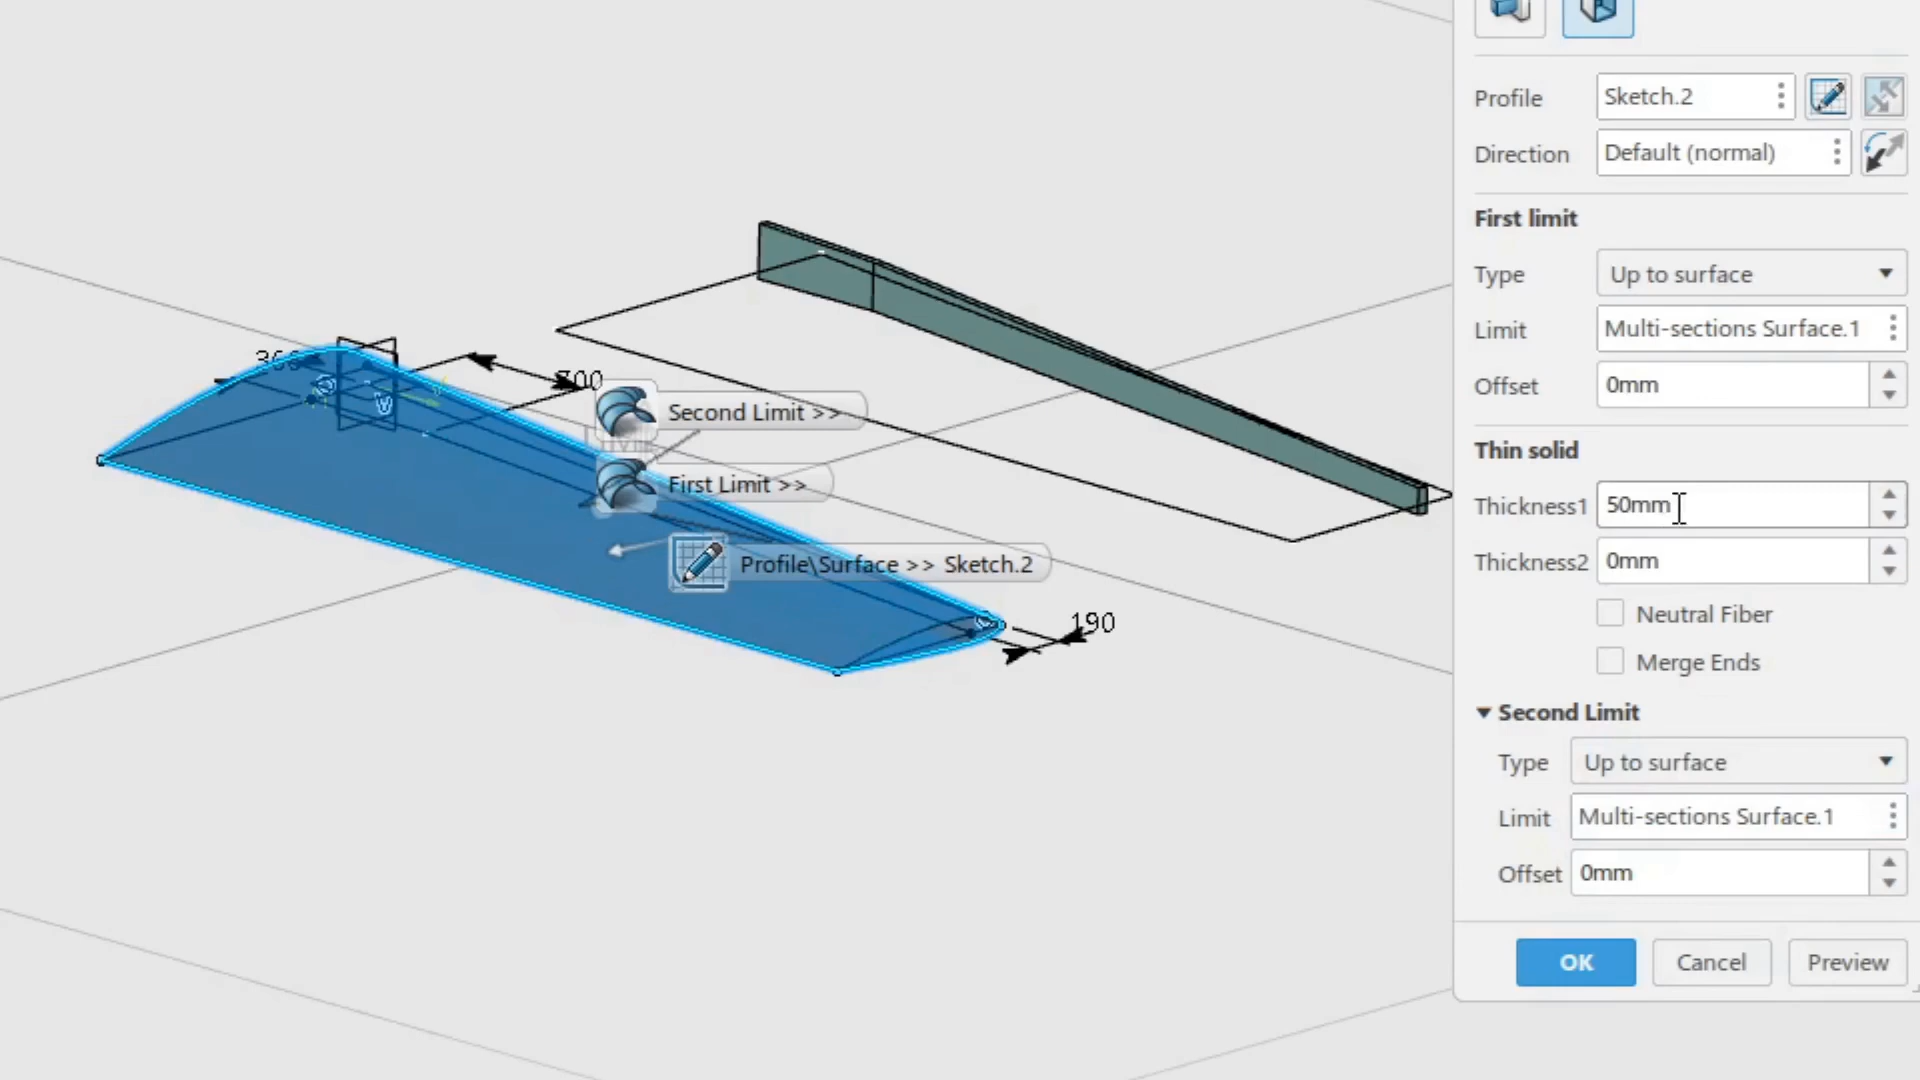 Profile
Sketch.2
Direction
Default (normal)
First limit
Type
Up to surface
Limit
Multi-sections Surface.1
Offset
0mm
Thin solid
Thickness1
50mm
Thickness2
0mm
Neutral Fiber
Merge Ends
Second Limit
Type
Up to surface
Limit
Multi-sections Surface.1
Offset
0mm
OK
Cancel
Preview
Second Limit >>
First Limit >>
Profile\Surface >> Sketch.2
190